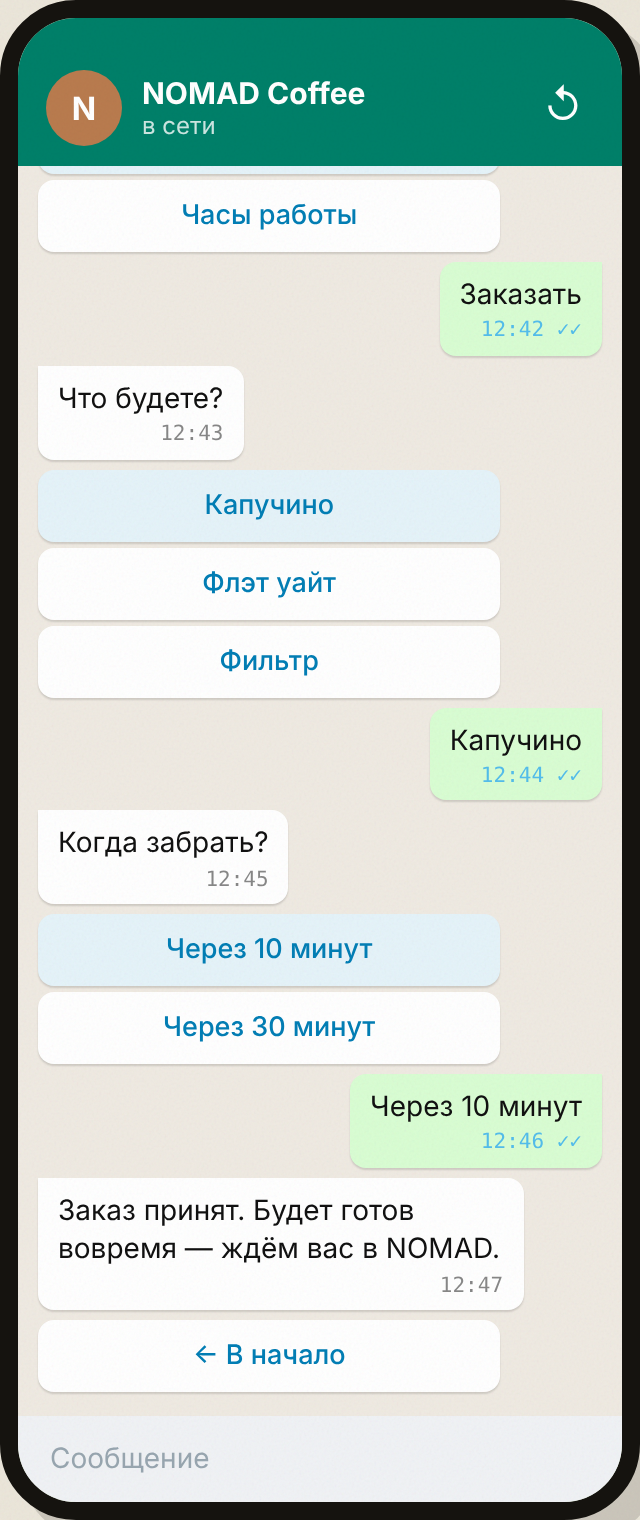 N
NOMAD Coffee
в сети
Часы работы
Заказать
12:42 ✓✓
Что будете?
12:43
Капучино
Флэт уайт
Фильтр
Капучино
12:44 ✓✓
Когда забрать?
12:45
Через 10 минут
Через 30 минут
Через 10 минут
12:46 ✓✓
Заказ принят. Будет готов
вовремя — ждём вас в NOMAD.
12:47
← В начало
Сообщение